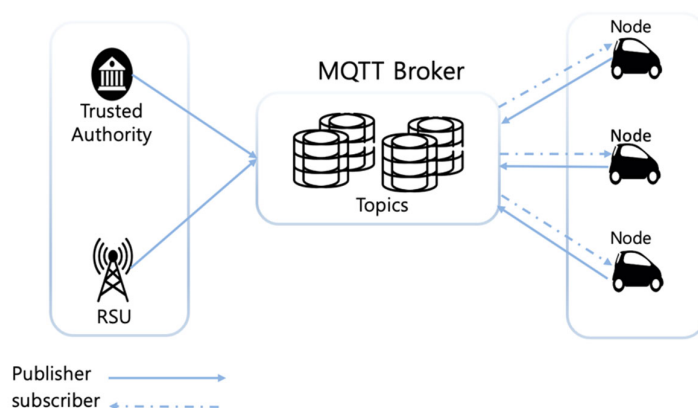 Node
MQTT Broker
Trusted
Authority
Node
Topics
Node
RSU
Publisher
subscriber